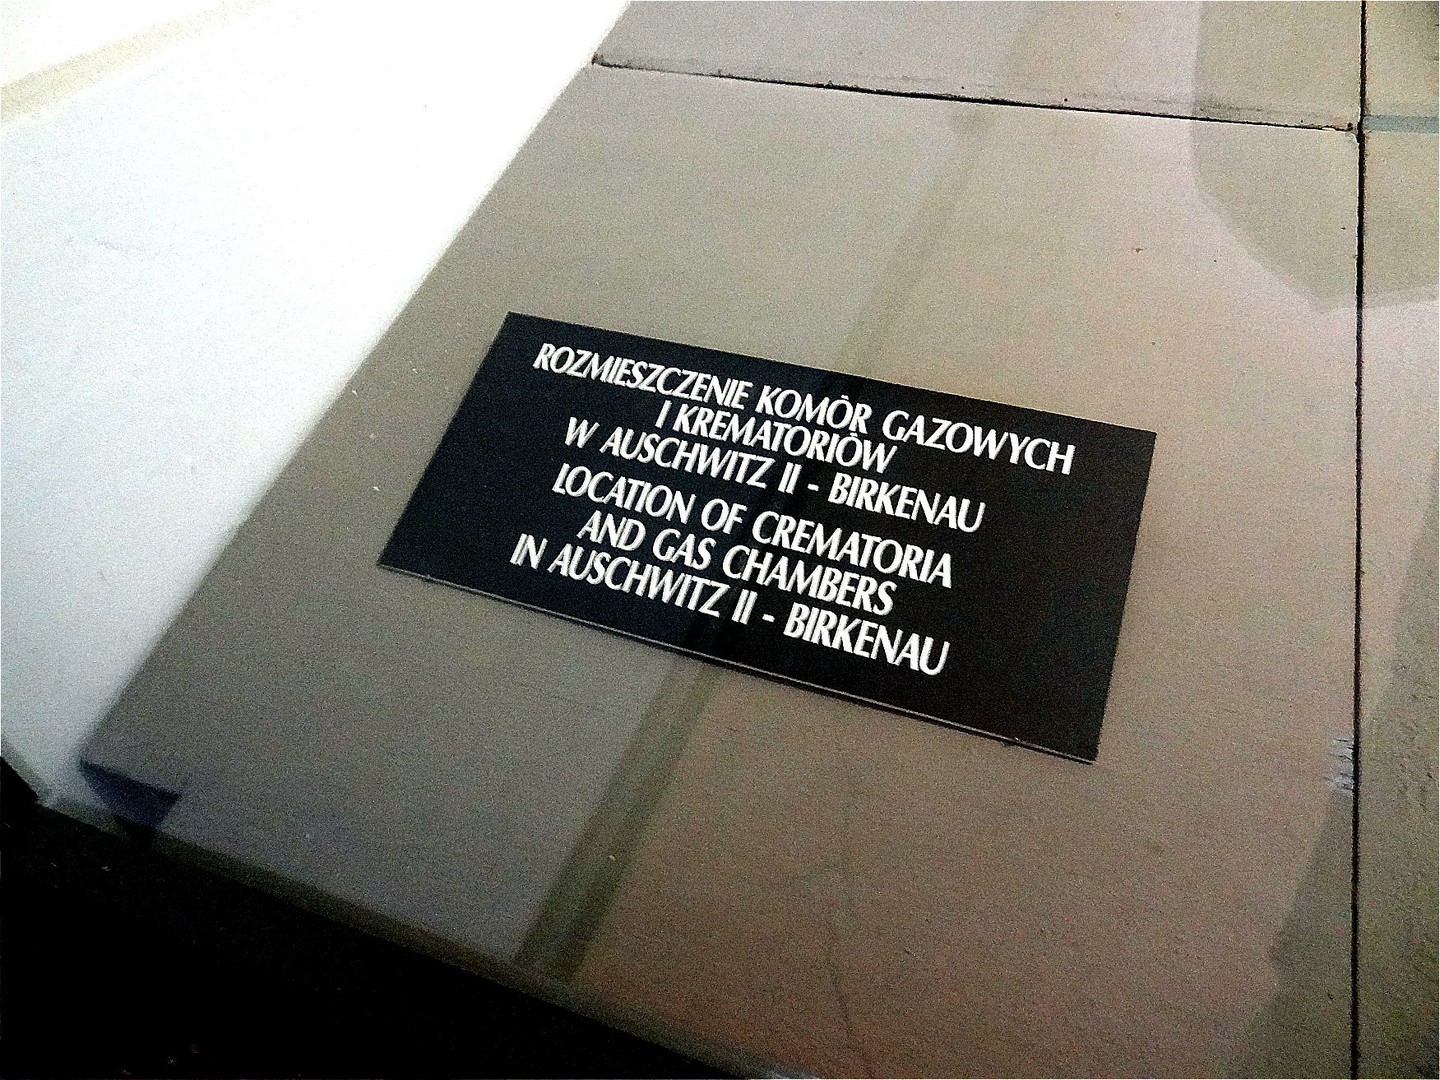 ROZMIESZCZENIE KOMÓR GAZOWYCH
I KREMATORIÓW
W AUSCHWITZ II - BIRKENAU
LOCATION OF CREMATORIA
AND GAS CHAMBERS
IN AUSCHWITZ II - BIRKENAU